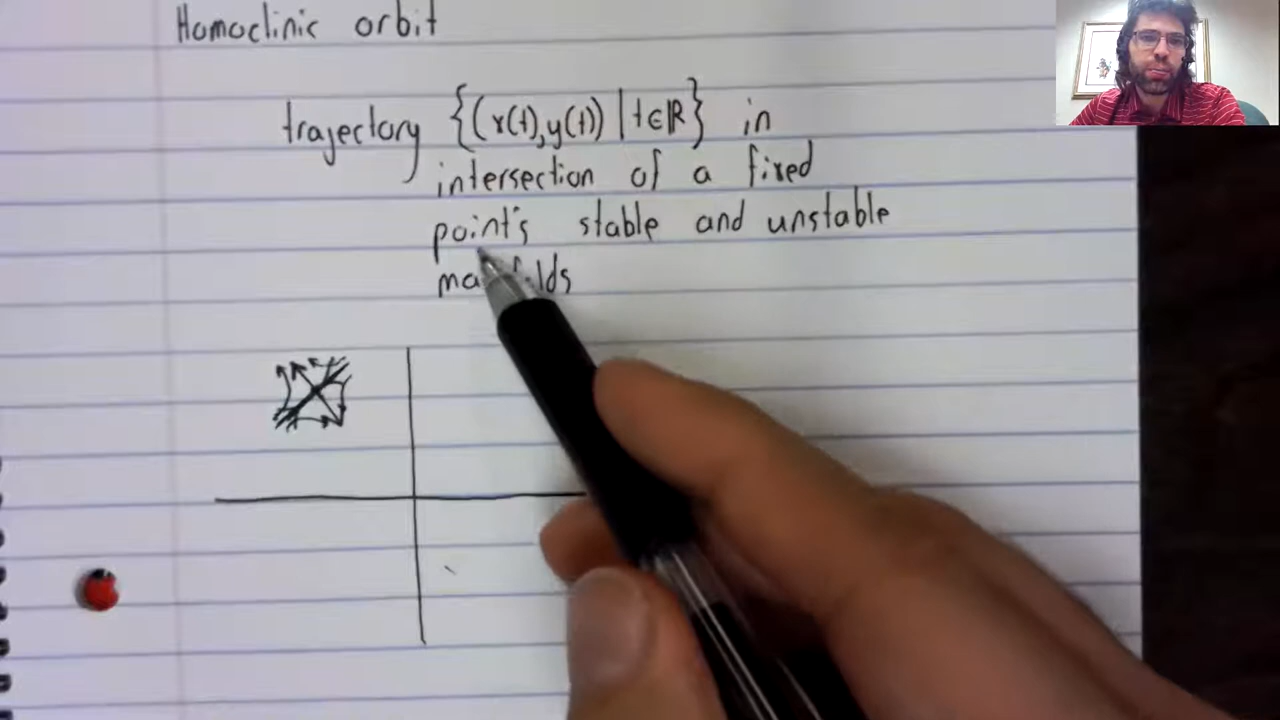 Homoclinic orbit
trajectory {(x(t),y(t)) | t∈ℝ} in
intersection of a fixed
point's stable and unstable